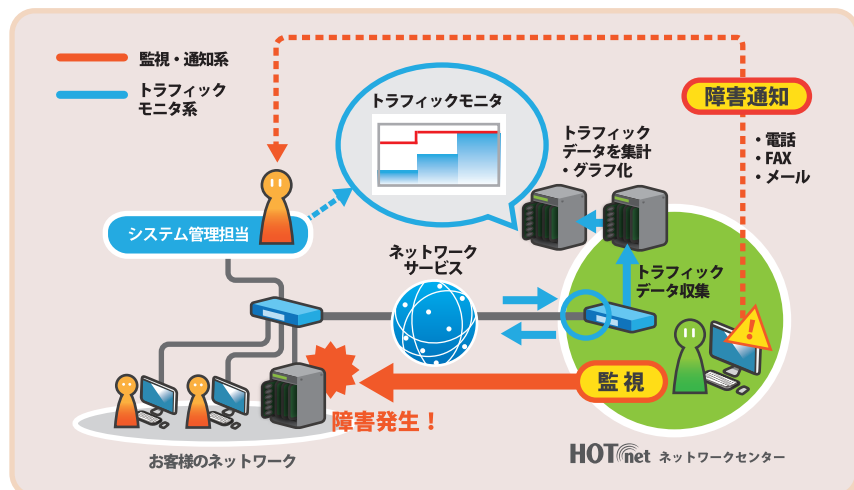 監視・通知系
トラフィック
モニタ系
トラフィックモニタ
トラフィック
データを集計
・グラフ化
障害通知
・電話
・FAX
・メール
システム管理担当
ネットワーク
サービス
トラフィック
データ収集
!
監視
障害発生！
お客様のネットワーク
HOTnet ネットワークセンター